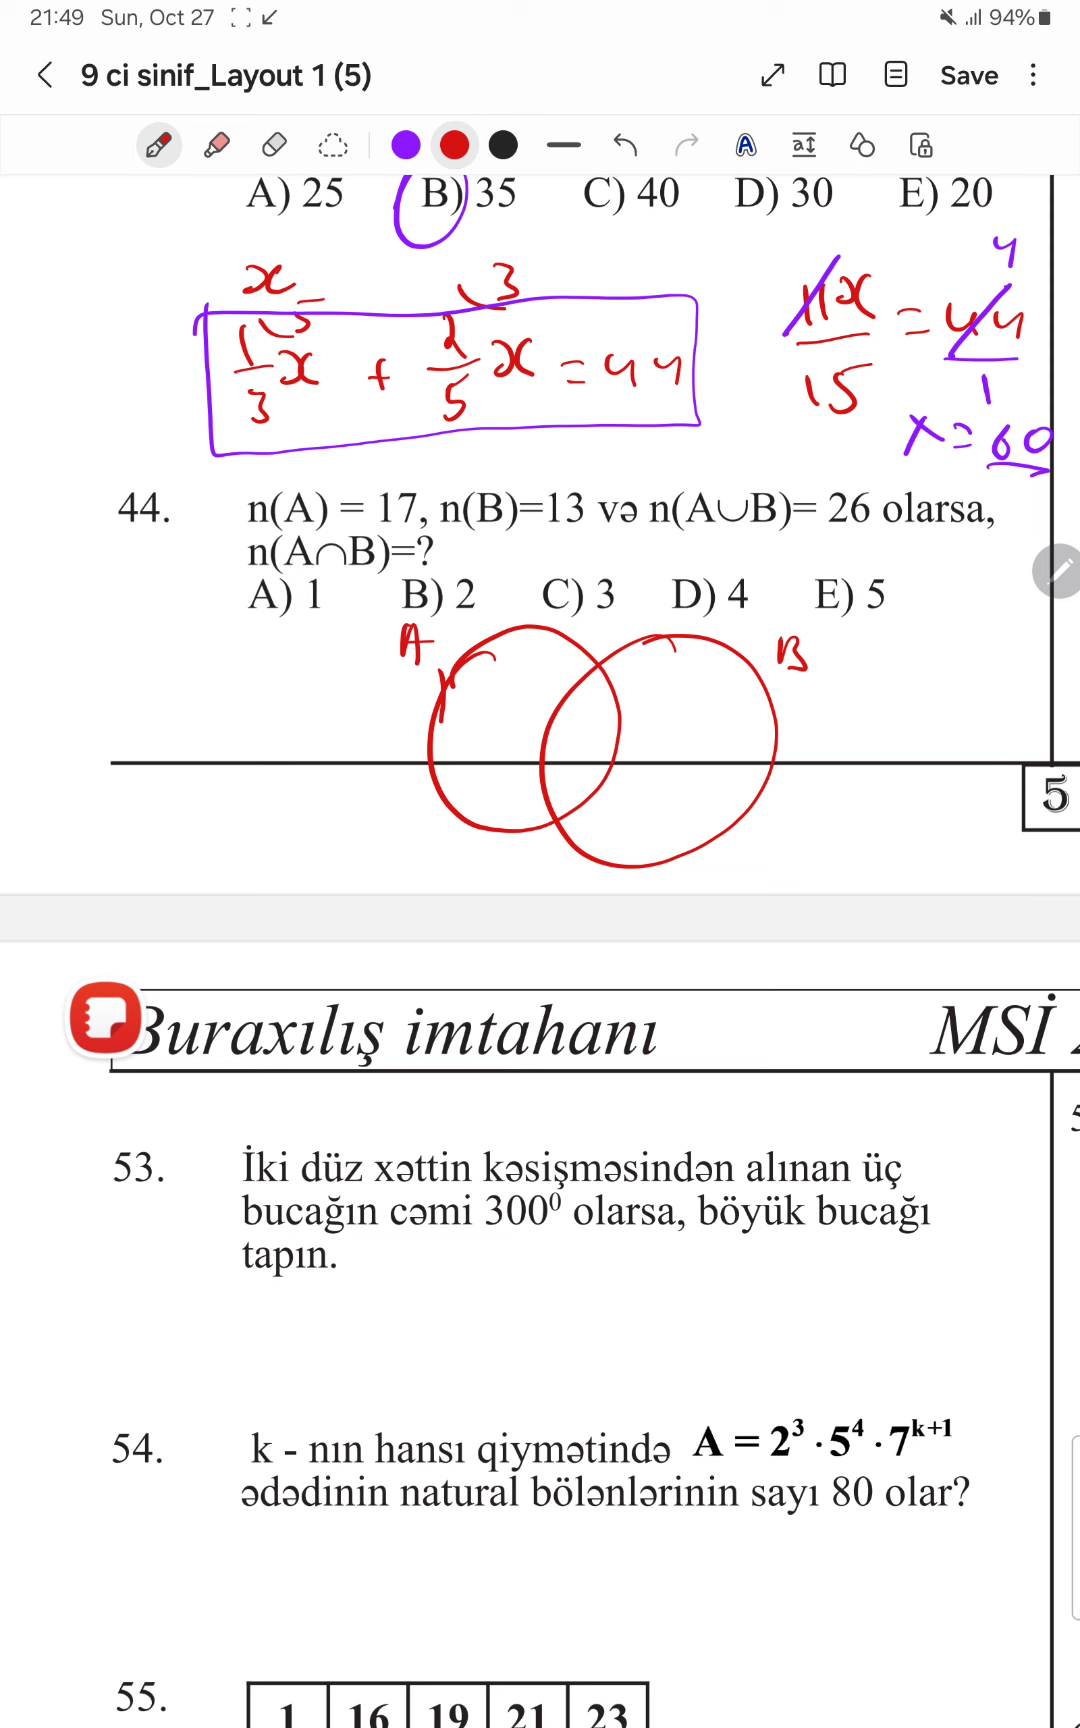 21:49 Sun, Oct 27
94%
9 ci sinif_Layout 1 (5)
Save
A) 25 B) 35 C) 40 D) 30 E) 20
x 5 3
1/3 x + 2/5 x = 44
11x/15 = 44/1
4
x = 60
44. n(A) = 17, n(B)=13 və n(A∪B)= 26 olarsa,
n(A∩B)=?
A) 1 B) 2 C) 3 D) 4 E) 5
A B
5
Buraxılış imtahanı MSİ
53. İki düz xəttin kəsişməsindən alınan üç
bucağın cəmi 300⁰ olarsa, böyük bucağı
tapın.
54. k - nın hansı qiymətində A = 2³ · 5⁴ · 7ᵏ⁺¹
ədədinin natural bölənlərinin sayı 80 olar?
55. 1 16 19 21 23